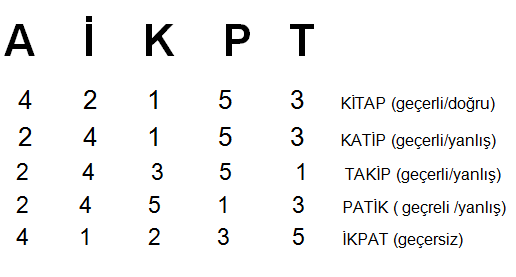 A İ K P T
4 2 1 5 3 KİTAP (geçerli/doğru)
2 4 1 5 3 KATİP (geçerli/yanlış)
2 4 3 5 1 TAKİP (geçerli/yanlış)
2 4 5 1 3 PATİK ( geçreli /yanlış)
4 1 2 3 5 İKPAT (geçersiz)